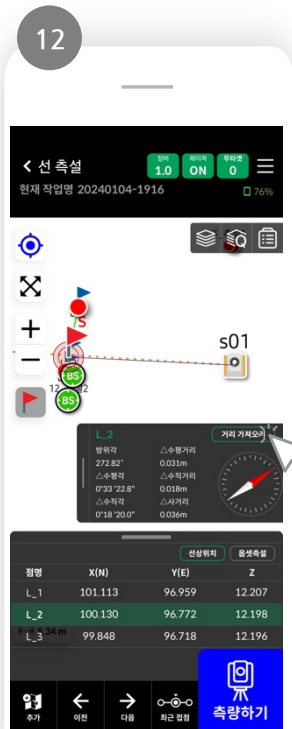 12
선 측설
정비 1.0
레이저 ON
무타겟 0
현재 작업명 20240104-1916
76%
s01
BS
BS
L_2
거리 가져오기
방위각 △수평거리
272.82˚ 0.031m
△수평각 △수직거리
0°33 '22.8" 0.018m
△수직각 △사거리
0°18 '20.0" 0.036m
선상위치 옵셋측설
점명 X(N) Y(E) Z
L_1 101.113 96.959 12.207
L_2 100.130 96.772 12.198
L_3 99.848 96.718 12.196
5.34 m
추가 이전 다음 최근 접점 측량하기